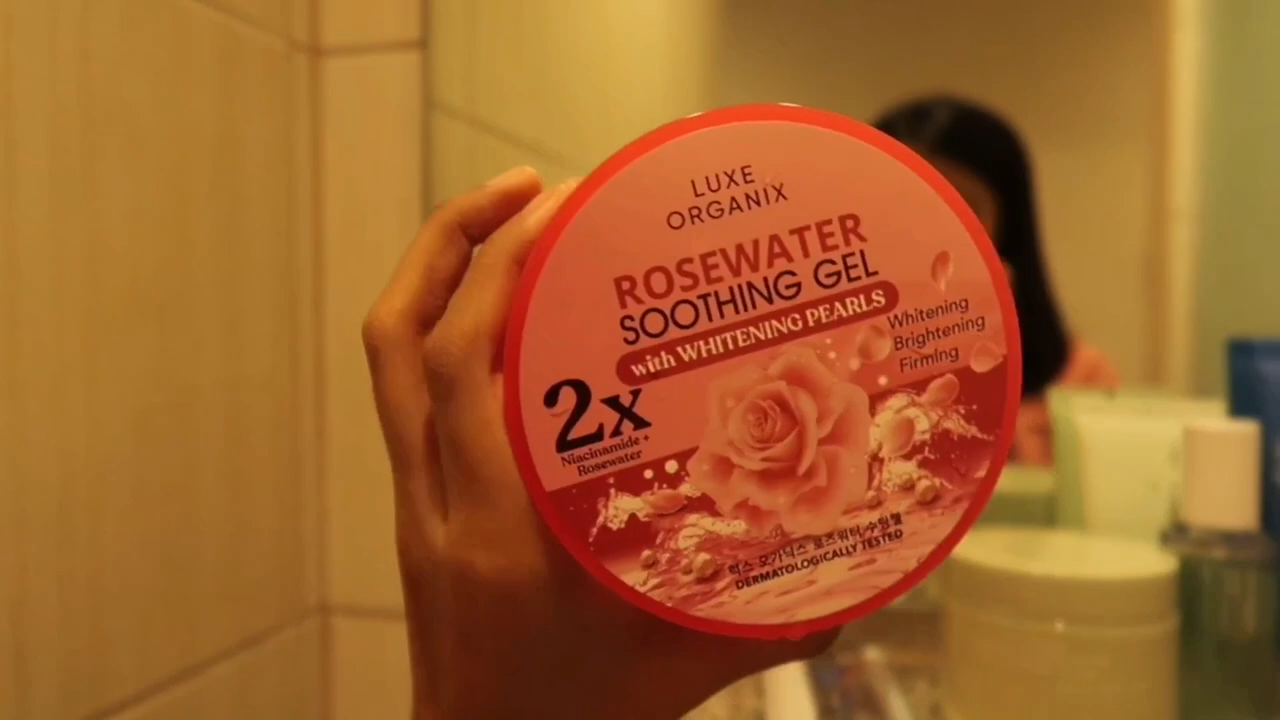 LUXE
ORGANIX
ROSEWATER
SOOTHING GEL
with WHITENING PEARLS
Whitening
Brightening
Firming
2x
Niacinamide +
Rosewater
럭스 오가닉스 로즈워터 수딩젤
DERMATOLOGICALLY TESTED